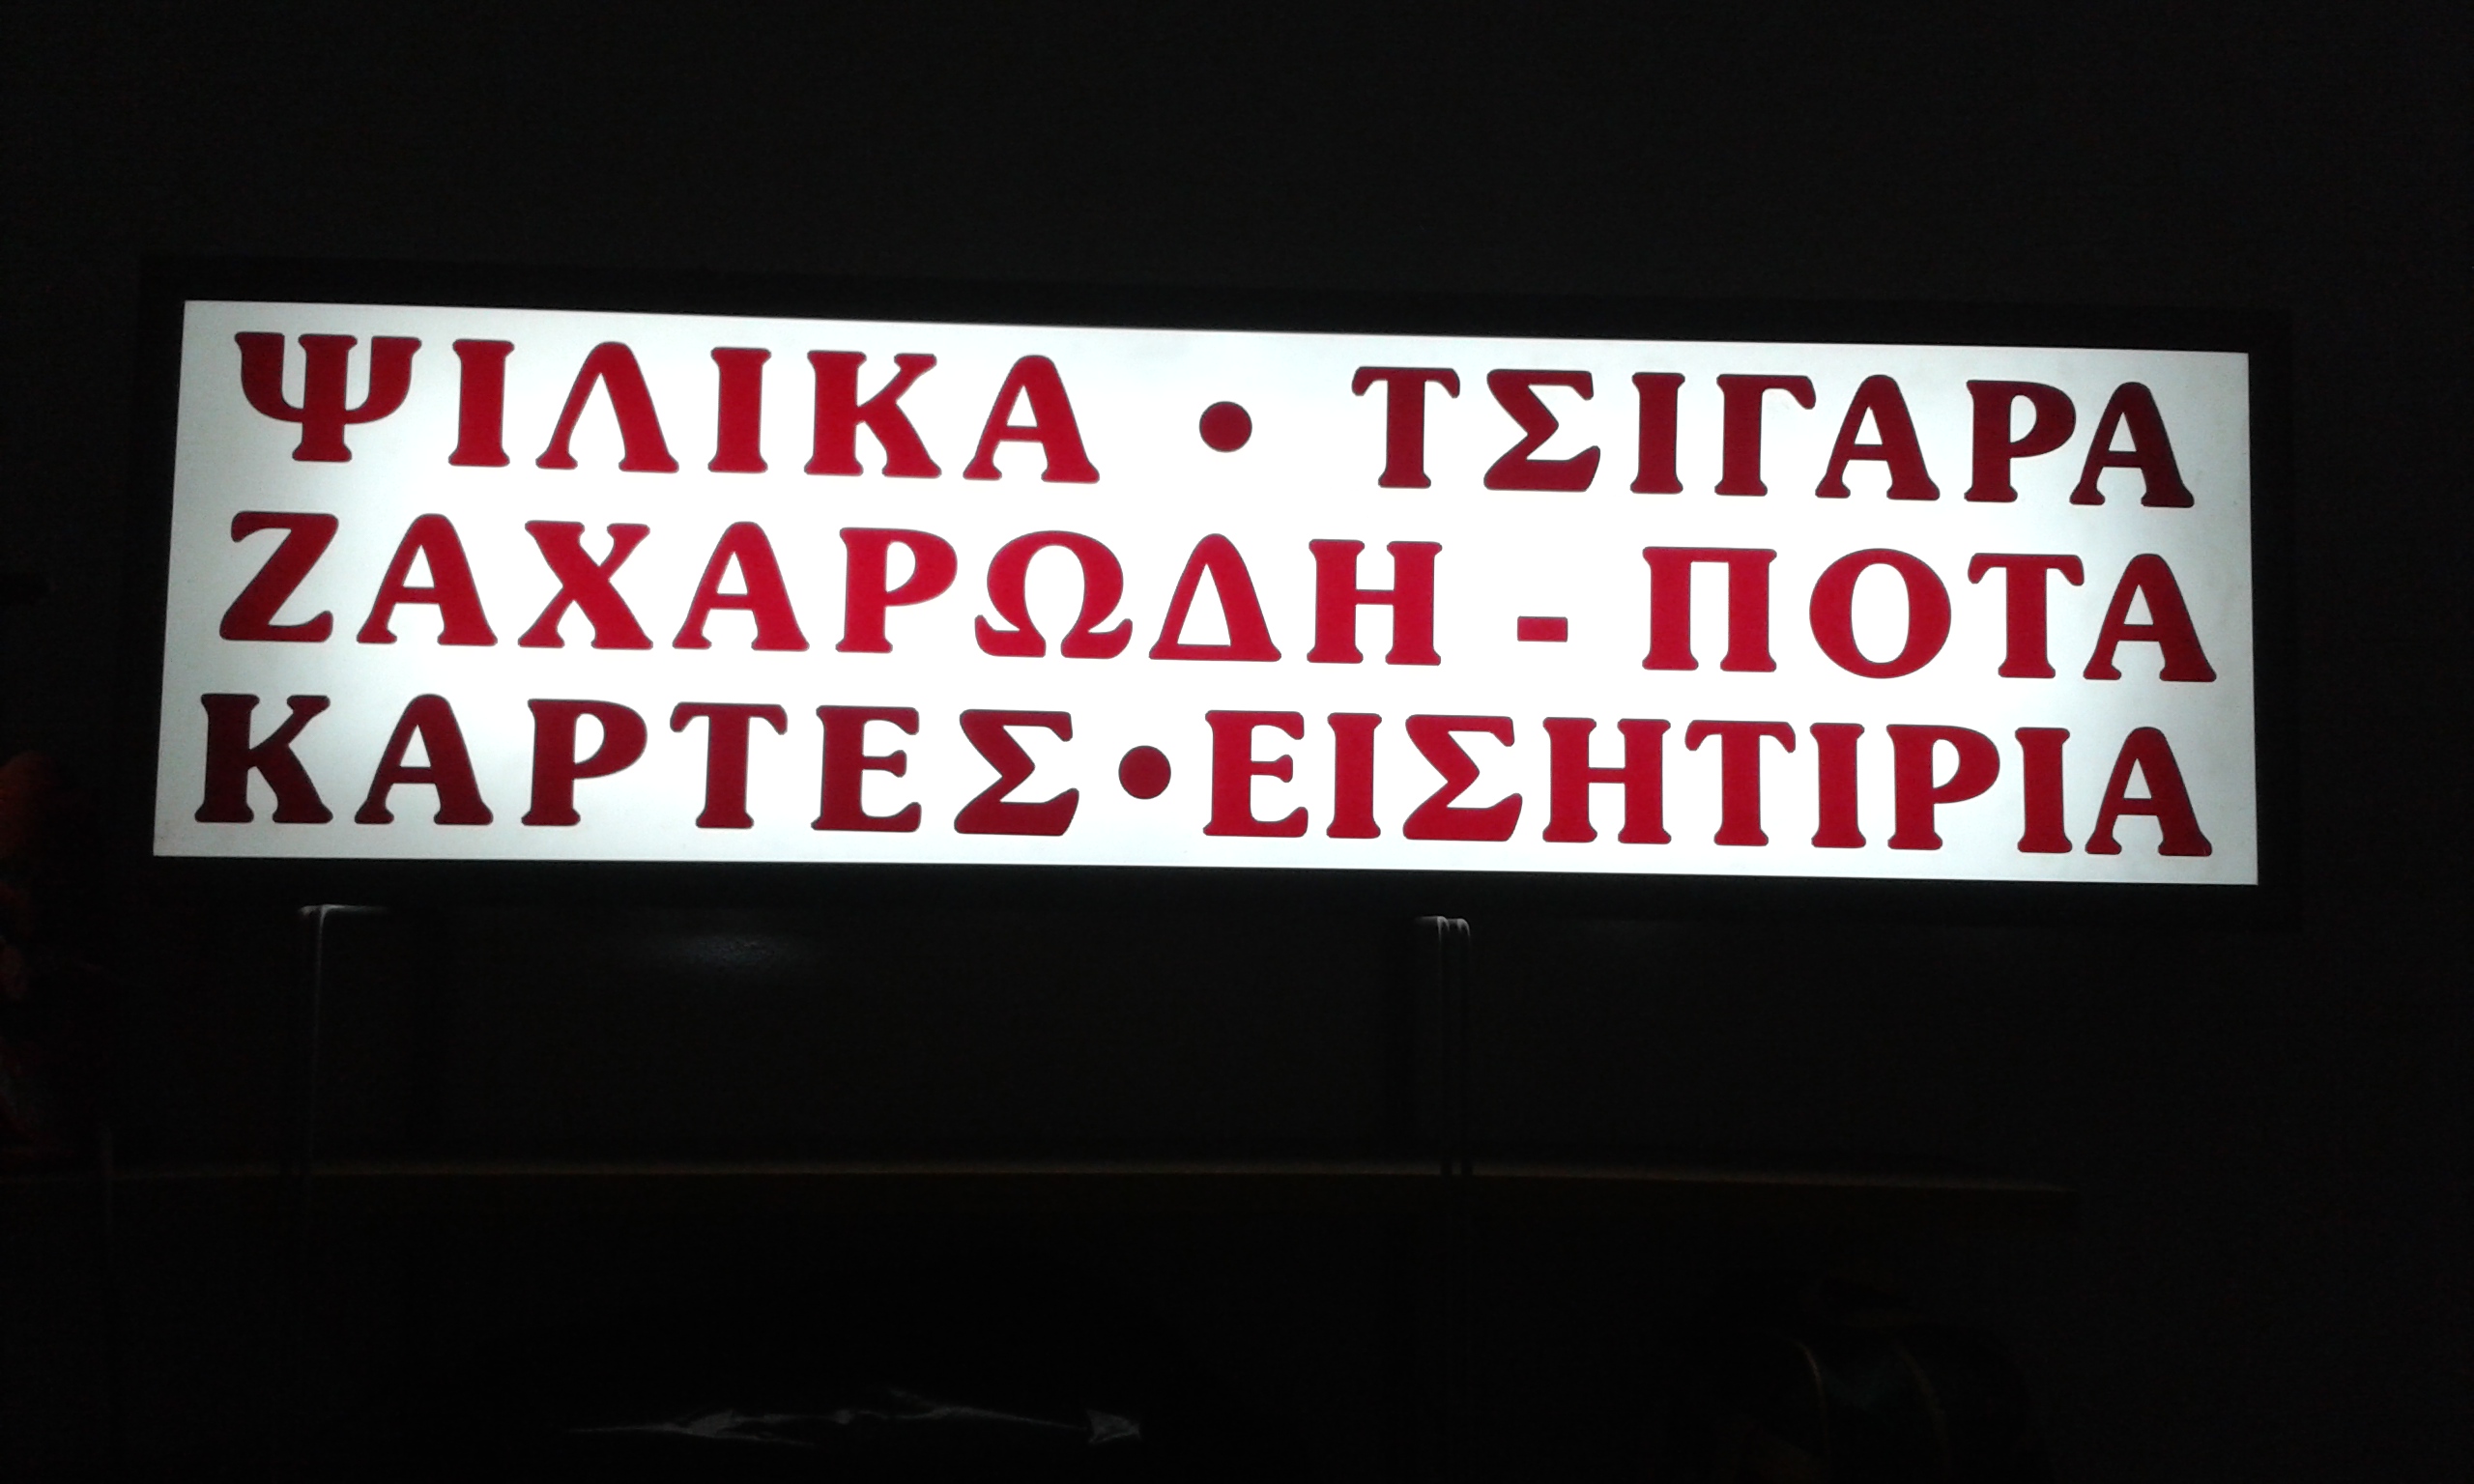 ΨΙΛΙΚΑ • ΤΣΙΓΑΡΑ
ΖΑΧΑΡΩΔΗ - ΠΟΤΑ
ΚΑΡΤΕΣ • ΕΙΣΗΤΙΡΙΑ